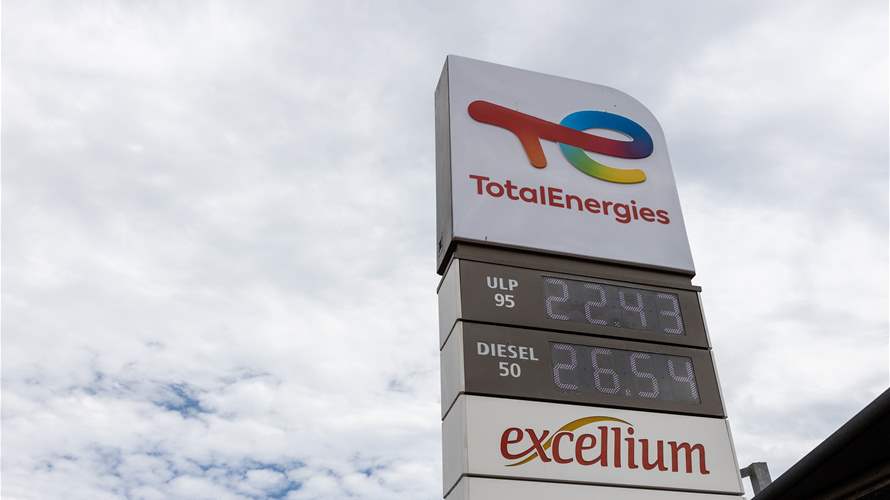 TotalEnergies
ULP 95 22.43
DIESEL 50 26.54
excellium